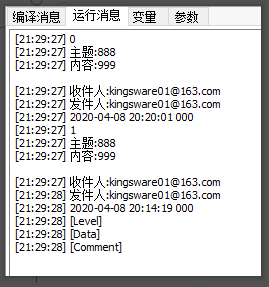 编译消息 运行消息 变量 参数
[21:29:27] 0
[21:29:27] 主题:888
[21:29:27] 内容:999
[21:29:27] 收件人:kingsware01@163.com
[21:29:27] 发件人:kingsware01@163.com
[21:29:27] 2020-04-08 20:20:01 000
[21:29:27] 1
[21:29:27] 主题:888
[21:29:27] 内容:999
[21:29:27] 收件人:kingsware01@163.com
[21:29:28] 发件人:kingsware01@163.com
[21:29:28] 2020-04-08 20:14:19 000
[21:29:28] [Level]
[21:29:28] [Data]
[21:29:28] [Comment]